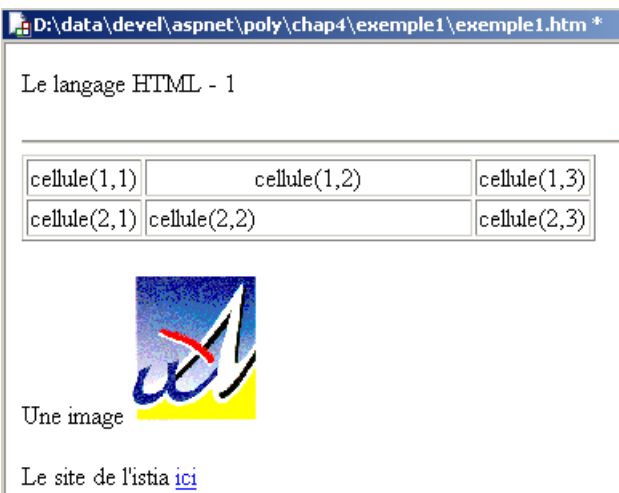 D:\data\devel\aspnet\poly\chap4\exemple1\exemple1.htm *
Le langage HTML - 1
cellule(1,1) cellule(1,2) cellule(1,3)
cellule(2,1) cellule(2,2) cellule(2,3)
Une image
Le site de l'istia ici